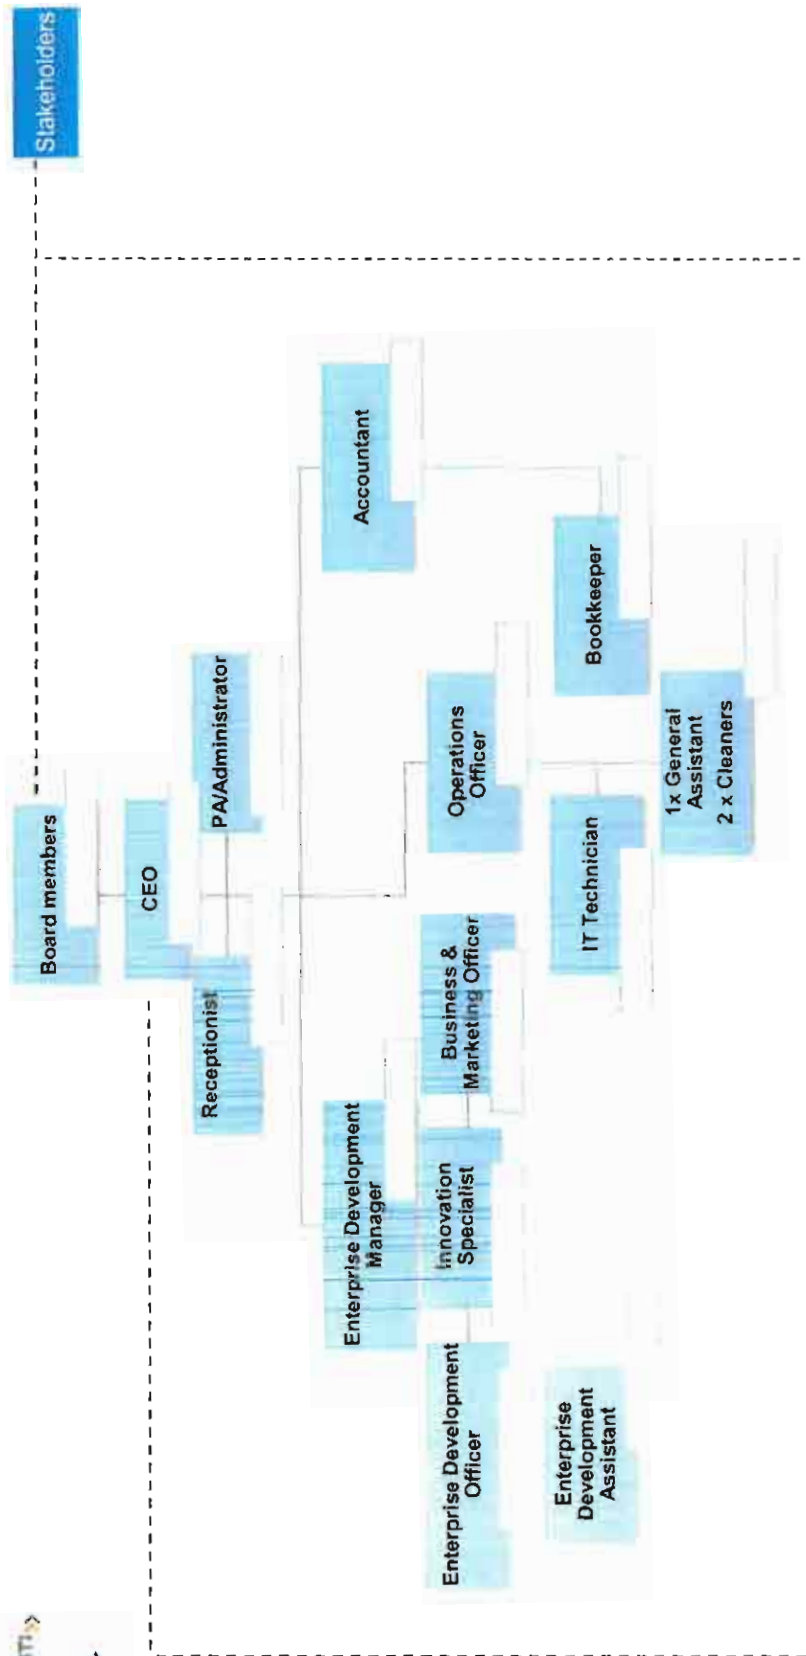 Stakeholders
Board members
CEO
Receptionist
PA/Administrator
Enterprise Development
Manager
Accountant
Enterprise Development
Officer
Innovation
Specialist
Business &
Marketing Officer
Operations
Officer
Enterprise
Development
Assistant
IT Technician
Bookkeeper
1x General
Assistant
2 x Cleaners